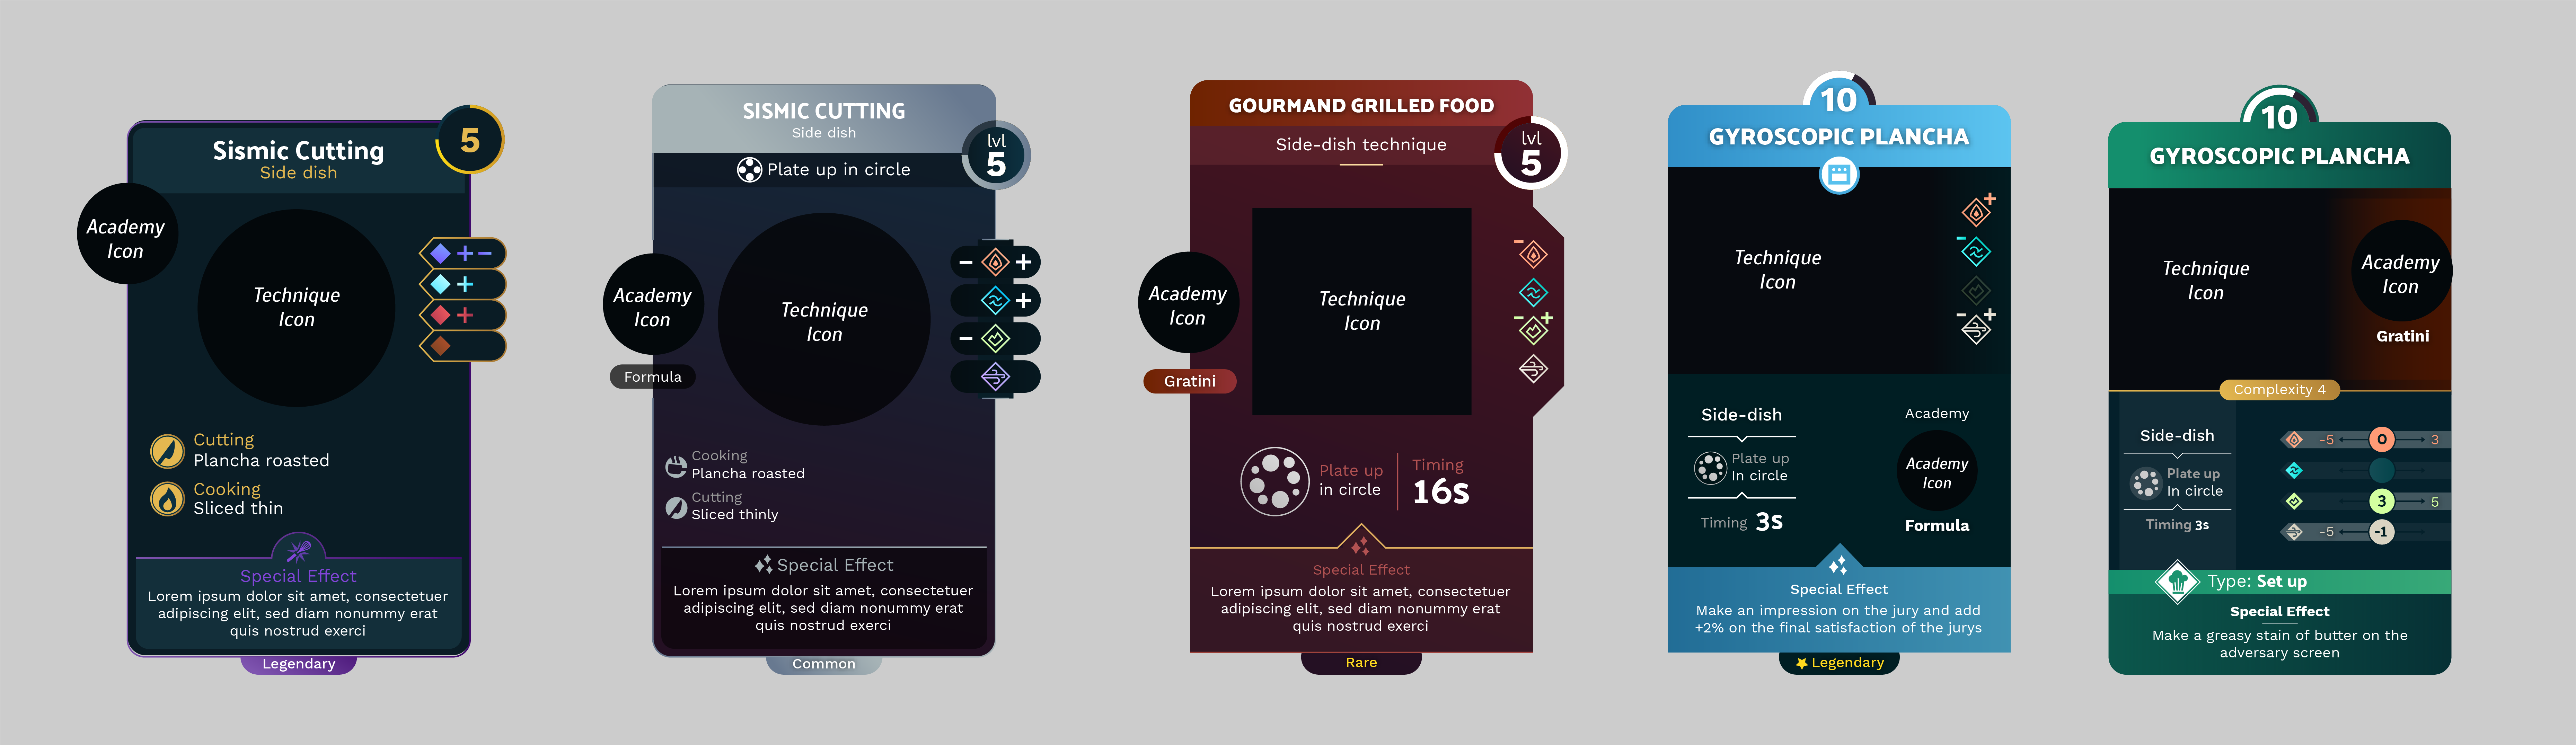 Sismic Cutting
Side dish
5
Academy
Icon
Technique
Icon
Cutting
Plancha roasted
Cooking
Sliced thin
Special Effect
Lorem ipsum dolor sit amet, consectetuer
adipiscing elit, sed diam nonummy erat
quis nostrud exerci
Legendary
SISMIC CUTTING
Side dish
lvl
5
Plate up in circle
Academy
Icon
Formula
Technique
Icon
Cooking
Plancha roasted
Cutting
Sliced thinly
Special Effect
Lorem ipsum dolor sit amet, consectetuer
adipiscing elit, sed diam nonummy erat
quis nostrud exerci
Common
GOURMAND GRILLED FOOD
Side-dish technique
lvl
5
Academy
Icon
Gratini
Technique
Icon
Plate up
in circle
Timing
16s
Special Effect
Lorem ipsum dolor sit amet, consectetuer
adipiscing elit, sed diam nonummy erat
quis nostrud exerci
Rare
10
GYROSCOPIC PLANCHA
Technique
Icon
Side-dish
Plate up
In circle
Timing 3s
Academy
Academy
Icon
Formula
Special Effect
Make an impression on the jury and add
+2% on the final satisfaction of the jurys
Legendary
10
GYROSCOPIC PLANCHA
Technique
Icon
Academy
Icon
Gratini
Complexity 4
Side-dish
Plate up
In circle
Timing 3s
-5 0 3
3 5
-5 -1
Type: Set up
Special Effect
Make a greasy stain of butter on the
adversary screen